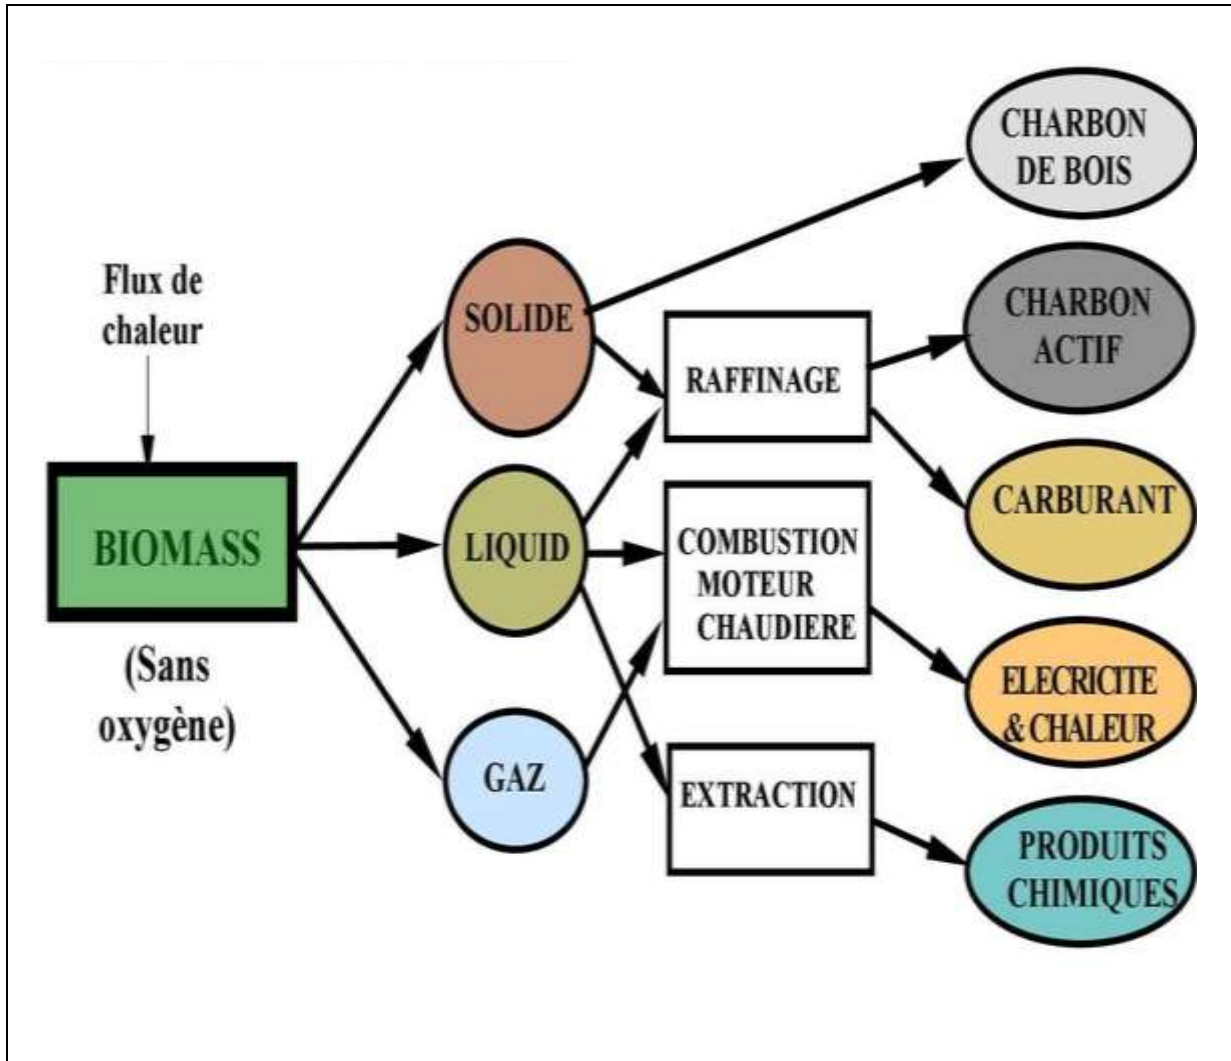 Flux de
chaleur
BIOMASS
(Sans
oxygène)
SOLIDE
LIQUID
GAZ
RAFFINAGE
COMBUSTION
MOTEUR
CHAUDIERE
EXTRACTION
CHARBON
DE BOIS
CHARBON
ACTIF
CARBURANT
ELECRICITE
& CHALEUR
PRODUITS
CHIMIQUES